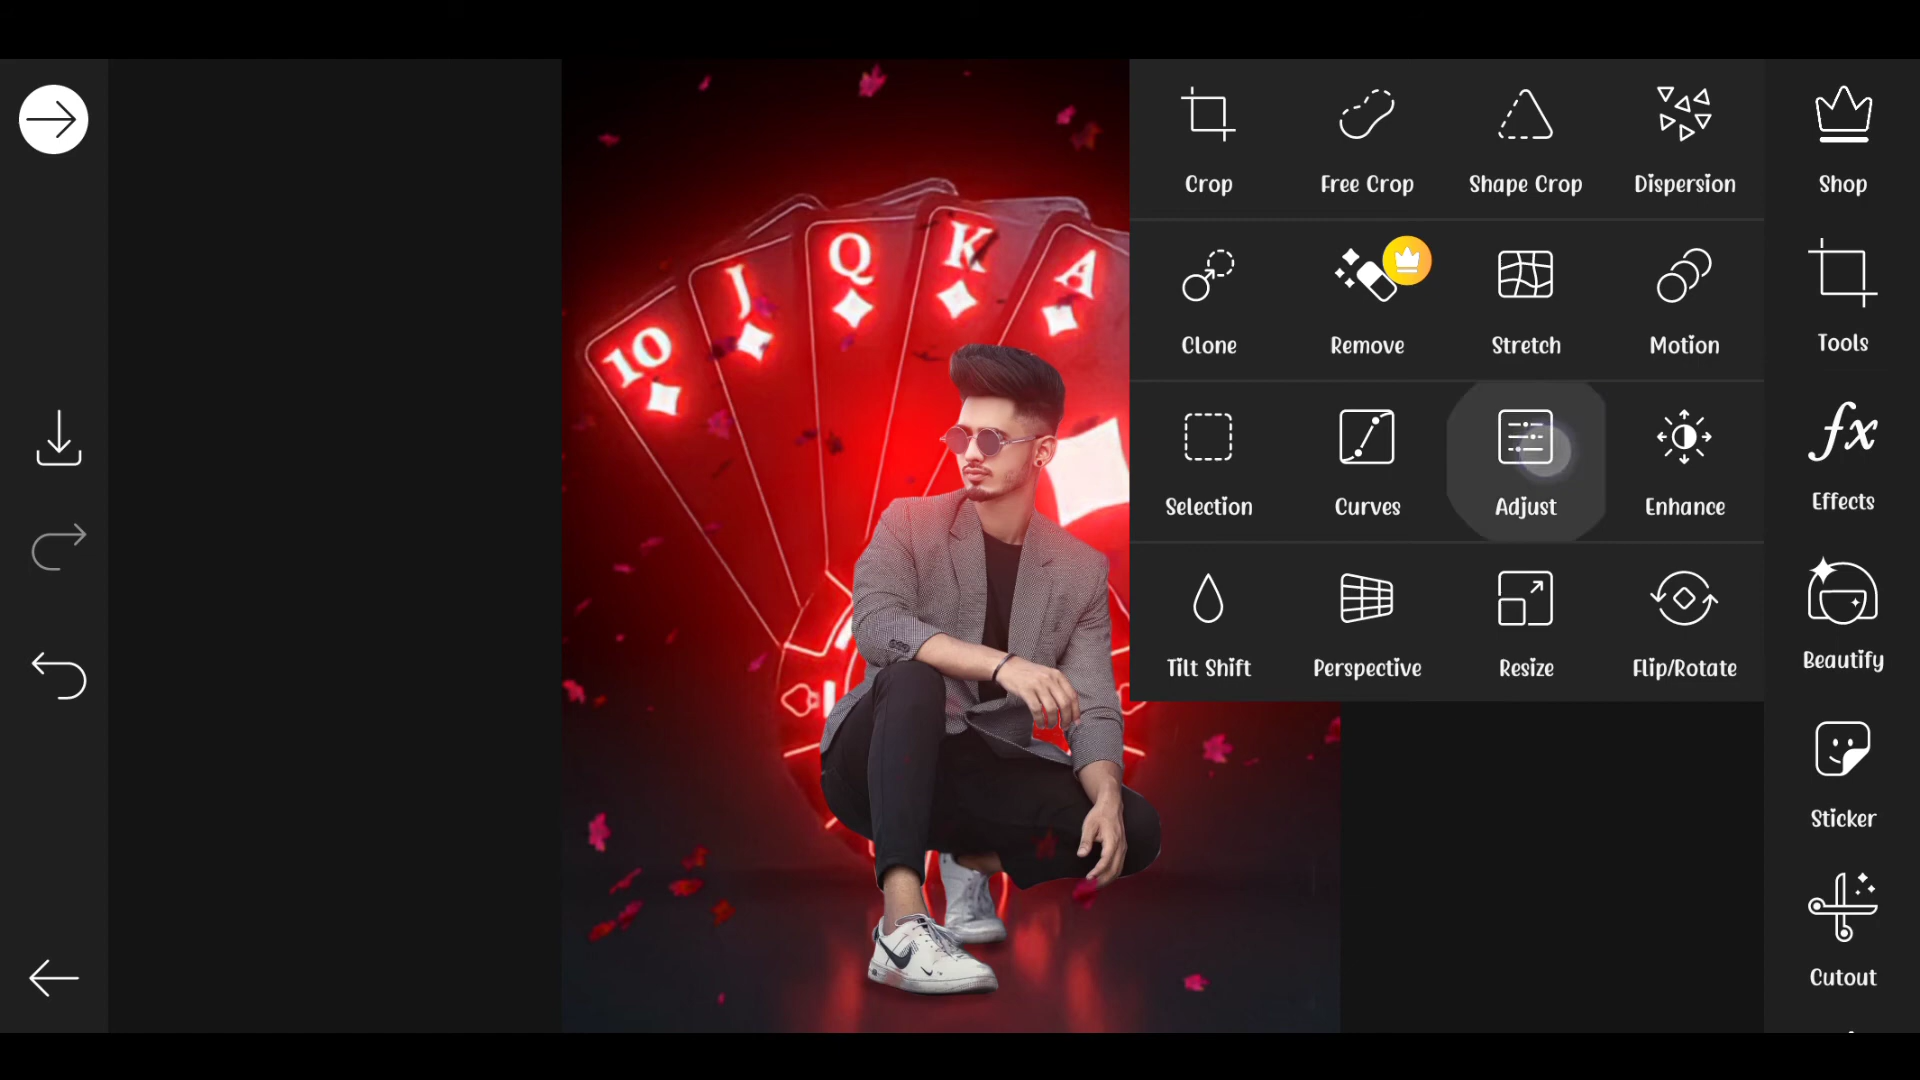 Crop Free Crop Shape Crop Dispersion Shop
Clone Remove Stretch Motion Tools
Selection Curves Adjust Enhance Effects
Tilt Shift Perspective Resize Flip/Rotate Beautify
Sticker
Cutout
10 J Q K A